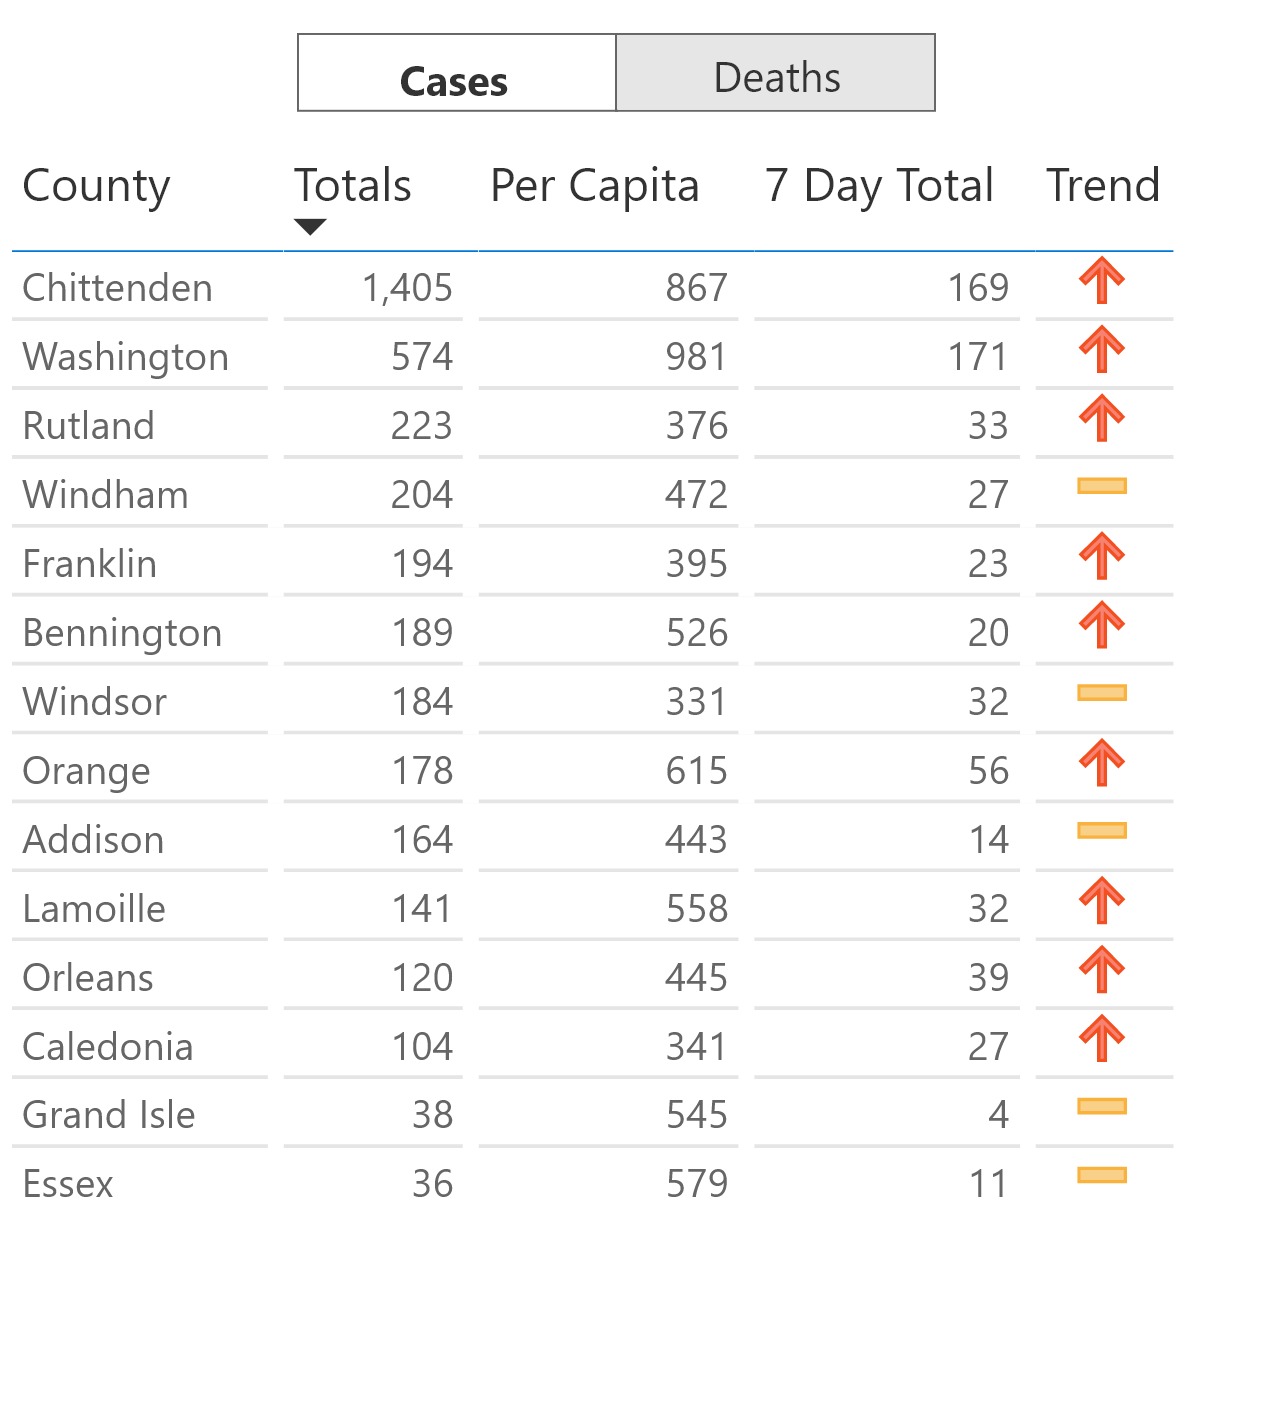 Cases Deaths
County Totals Per Capita 7 Day Total Trend
Chittenden 1,405 867 169
Washington 574 981 171
Rutland 223 376 33
Windham 204 472 27
Franklin 194 395 23
Bennington 189 526 20
Windsor 184 331 32
Orange 178 615 56
Addison 164 443 14
Lamoille 141 558 32
Orleans 120 445 39
Caledonia 104 341 27
Grand Isle 38 545 4
Essex 36 579 11